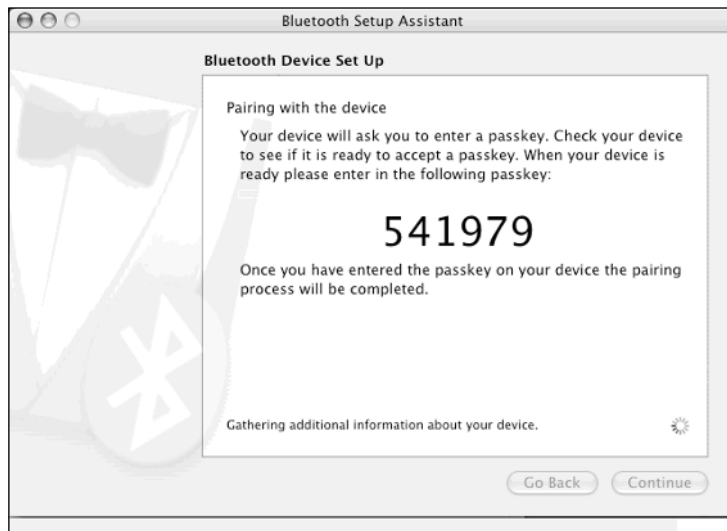 Bluetooth Setup Assistant
Bluetooth Device Set Up
Pairing with the device
Your device will ask you to enter a passkey. Check your device
to see if it is ready to accept a passkey. When your device is
ready please enter in the following passkey:
541979
Once you have entered the passkey on your device the pairing
process will be completed.
Gathering additional information about your device.
Go Back
Continue